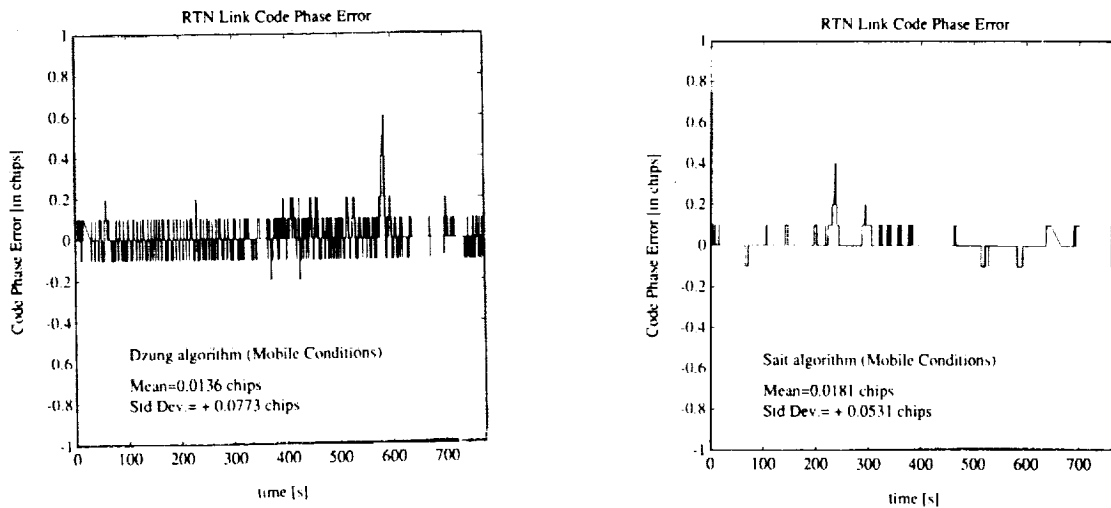 RTN Link Code Phase Error
1
0.8
0.6
0.4
0.2
0
-0.2
-0.4
-0.6
-0.8
-1
Code Phase Error [in chips]
Dzung algorithm (Mobile Conditions)
Mean=0.0136 chips
Std Dev.= + 0.0773 chips
0 100 200 300 400 500 600 700
time [s]
RTN Link Code Phase Error
1
0.8
0.6
0.4
0.2
0
-0.2
-0.4
-0.6
-0.8
-1
Code Phase Error [in chips]
Sait algorithm (Mobile Conditions)
Mean=0.0181 chips
Std Dev.= + 0.0531 chips
0 100 200 300 400 500 600 700
time [s]